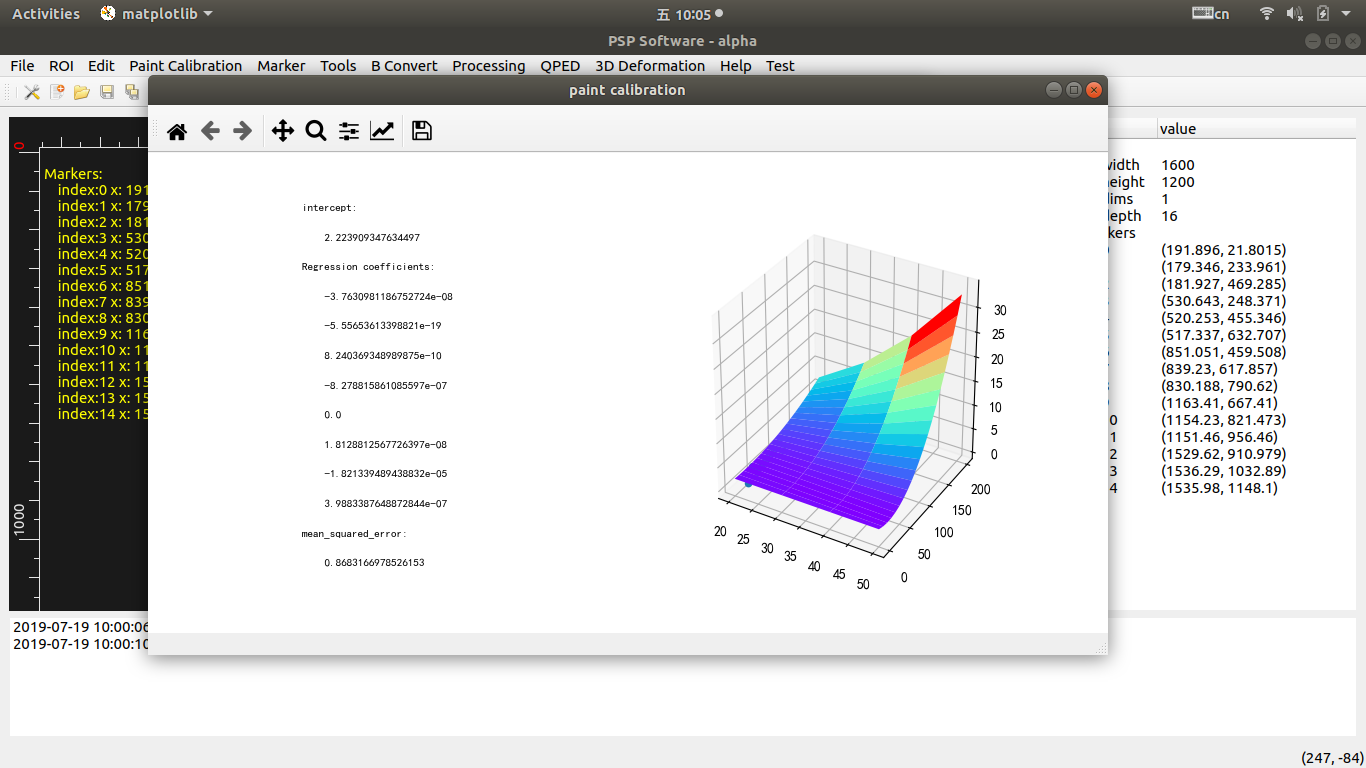 Activities matplotlib 五 10:05 cn
PSP Software - alpha
File ROI Edit Paint Calibration Marker Tools B Convert Processing QPED 3D Deformation Help Test
paint calibration
0
1000
Markers:
index:0 x: 191
index:1 x: 179
index:2 x: 181
index:3 x: 530
index:4 x: 520
index:5 x: 517
index:6 x: 851
index:7 x: 839
index:8 x: 830
index:9 x: 116
index:10 x: 11
index:11 x: 11
index:12 x: 15
index:13 x: 15
index:14 x: 15
intercept:
2.223909347634497
Regression coefficients:
-3.7630981186752724e-08
-5.55653613398821e-19
8.240369348989875e-10
-8.278815861085597e-07
0.0
1.8128812567726397e-08
-1.821339489438832e-05
3.9883387648872844e-07
mean_squared_error:
0.8683166978526153
30
25
20
15
10
5
0
200
150
100
50
0
20 25 30 35 40 45 50
value
width 1600
height 1200
dims 1
depth 16
kers
(191.896, 21.8015)
(179.346, 233.961)
(181.927, 469.285)
(530.643, 248.371)
(520.253, 455.346)
(517.337, 632.707)
(851.051, 459.508)
(839.23, 617.857)
(830.188, 790.62)
(1163.41, 667.41)
0 (1154.23, 821.473)
1 (1151.46, 956.46)
2 (1529.62, 910.979)
3 (1536.29, 1032.89)
4 (1535.98, 1148.1)
2019-07-19 10:00:06
2019-07-19 10:00:10
(247, -84)